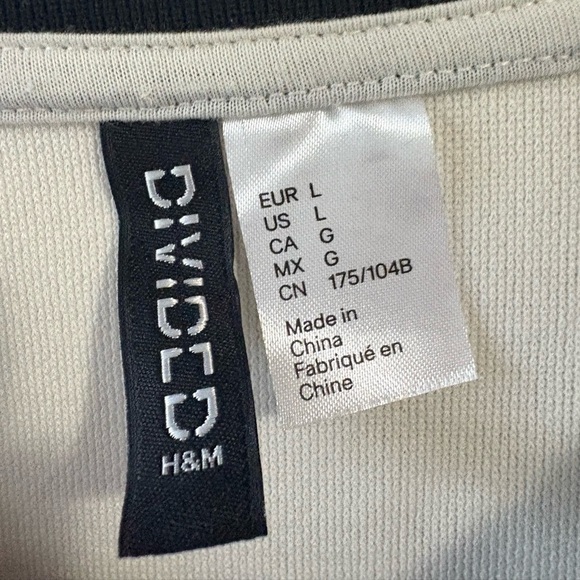 DIVIDED
H&M
EUR L
US L
CA G
MX G
CN 175/104B
Made in
China
Fabriqué en
Chine